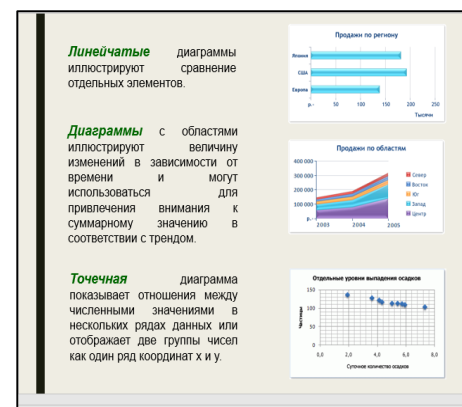 Линейчатые диаграммы
иллюстрируют сравнение
отдельных элементов.
Продажи по региону
Япония
США
Европа
р.- 50 100 150 200 250
Тысячи
Диаграммы с областями
иллюстрируют величину
изменений в зависимости от
времени и могут
использоваться для
привлечения внимания к
суммарному значению в
соответствии с трендом.
Продажи по областям
400 000
300 000
200 000
100 000
р.-
2003 2004 2005
Север
Восток
Юг
Запад
Центр
Точечная диаграмма
показывает отношения между
численными значениями в
нескольких рядах данных или
отображает две группы чисел
как один ряд координат x и y.
Отдельные уровни выпадения осадков
Частицы
150
100
50
0
0,0 2,0 4,0 6,0 8,0
Суточное количество осадков